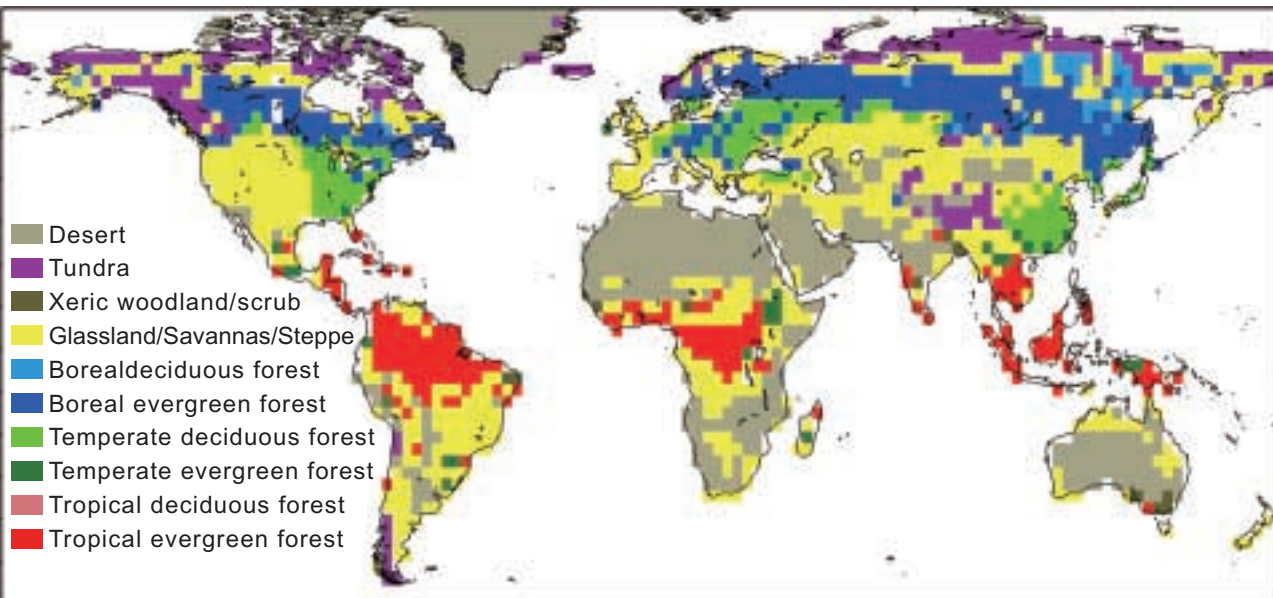 Desert
Tundra
Xeric woodland/scrub
Glassland/Savannas/Steppe
Borealdeciduous forest
Boreal evergreen forest
Temperate deciduous forest
Temperate evergreen forest
Tropical deciduous forest
Tropical evergreen forest